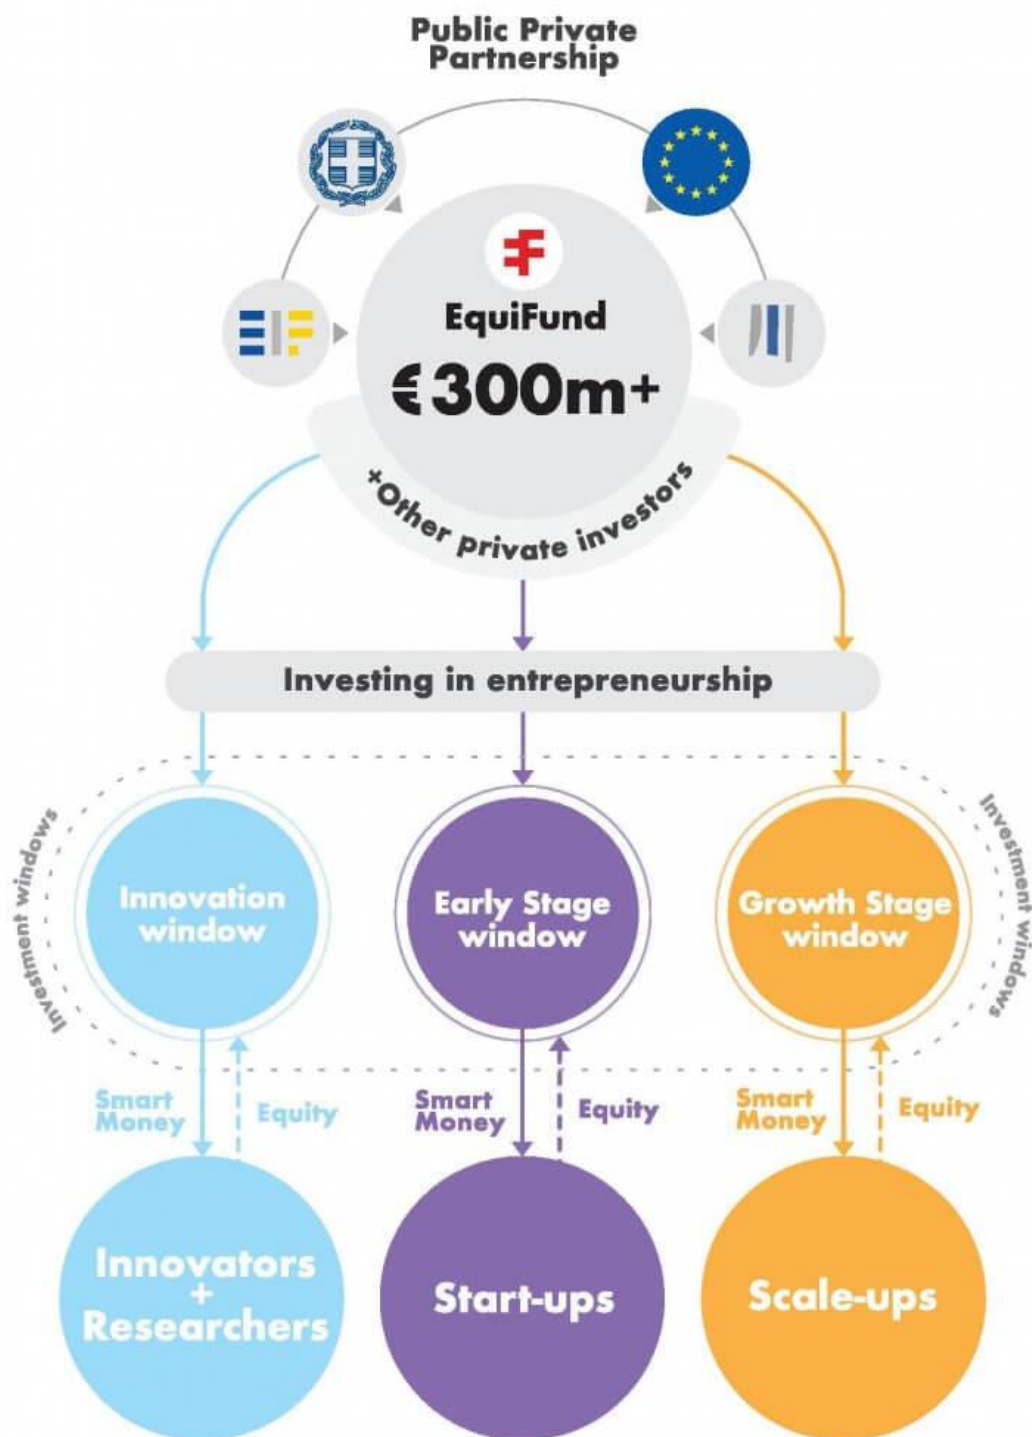 Public Private
Partnership
EIF
EquiFund
€300m+
+Other private investors
Investing in entrepreneurship
Investment windows
Investment windows
Innovation
window
Early Stage
window
Growth Stage
window
Smart
Money
Equity
Smart
Money
Equity
Smart
Money
Equity
Innovators
+
Researchers
Start-ups
Scale-ups